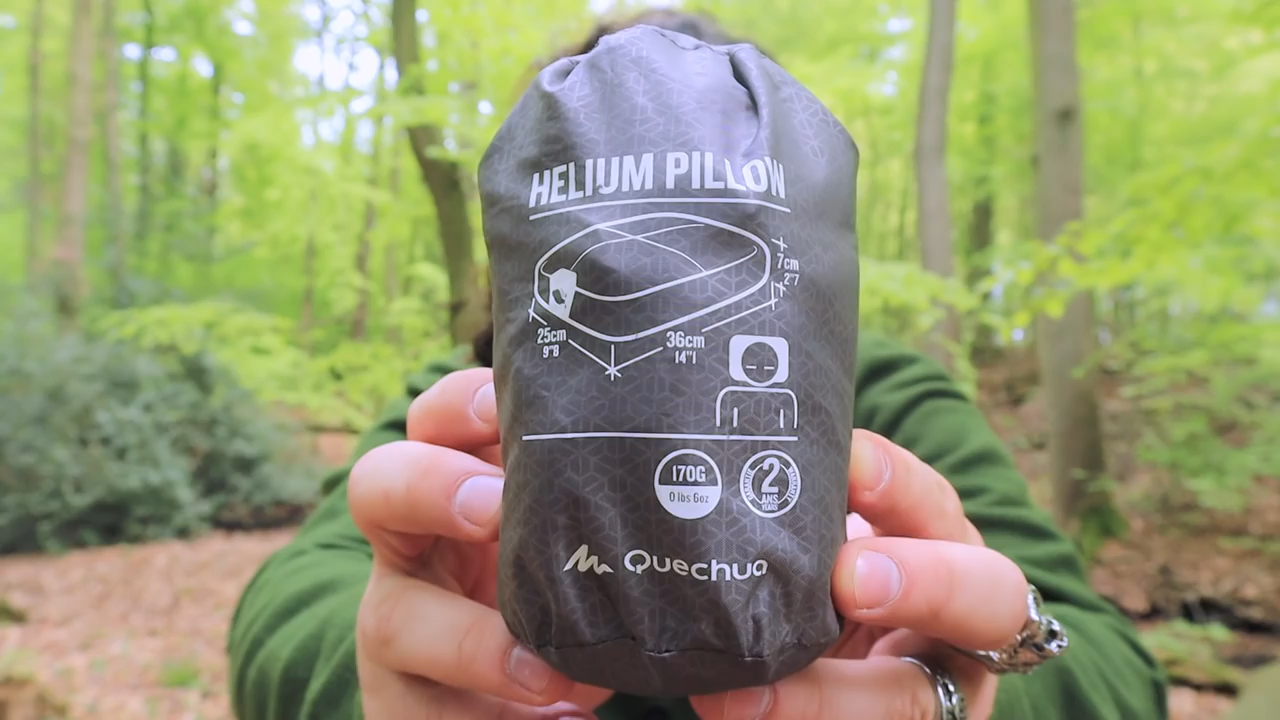 HELIUM PILLOW
7cm
2"7
25cm
9"8
36cm
14"1
170G
0 lbs 6oz
2
ANS
YEARS
Quechua